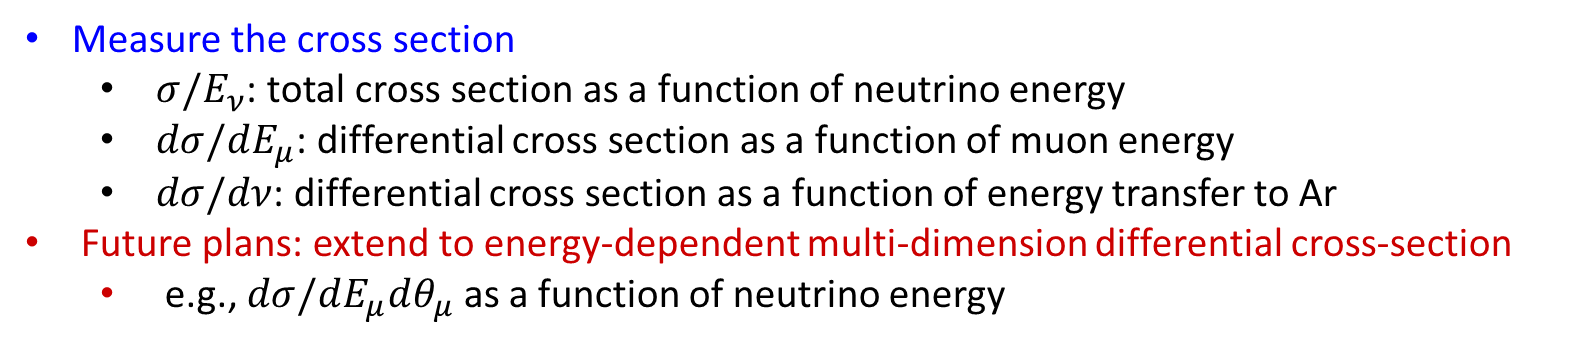 • Measure the cross section
• σ/E_ν: total cross section as a function of neutrino energy
• dσ/dE_μ: differential cross section as a function of muon energy
• dσ/dν: differential cross section as a function of energy transfer to Ar
• Future plans: extend to energy-dependent multi-dimension differential cross-section
• e.g., dσ/dE_μdθ_μ as a function of neutrino energy